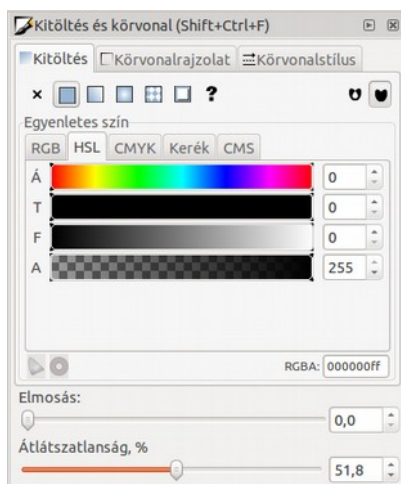 Kitöltés és körvonal (Shift+Ctrl+F)
Kitöltés Körvonalrajzolat Körvonalstílus
?
Egyenletes szín
RGB HSL CMYK Kerék CMS
Á 0
T 0
F 0
A 255
RGBA: 000000ff
Elmosás:
0,0
Átlátszatlanság, %
51,8